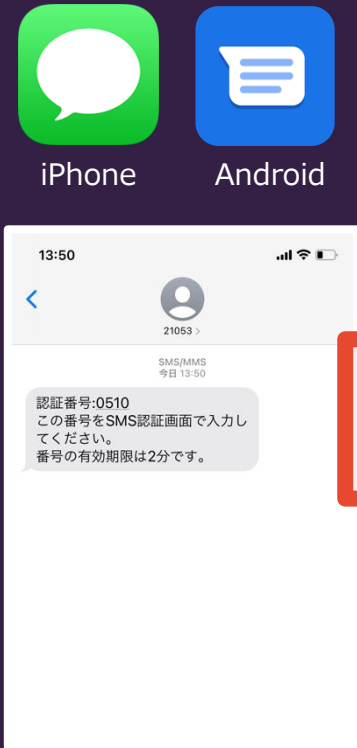 iPhone
Android
13:50
21053 >
SMS/MMS
今日 13:50
認証番号:0510
この番号をSMS認証画面で入力し
てください。
番号の有効期限は2分です。